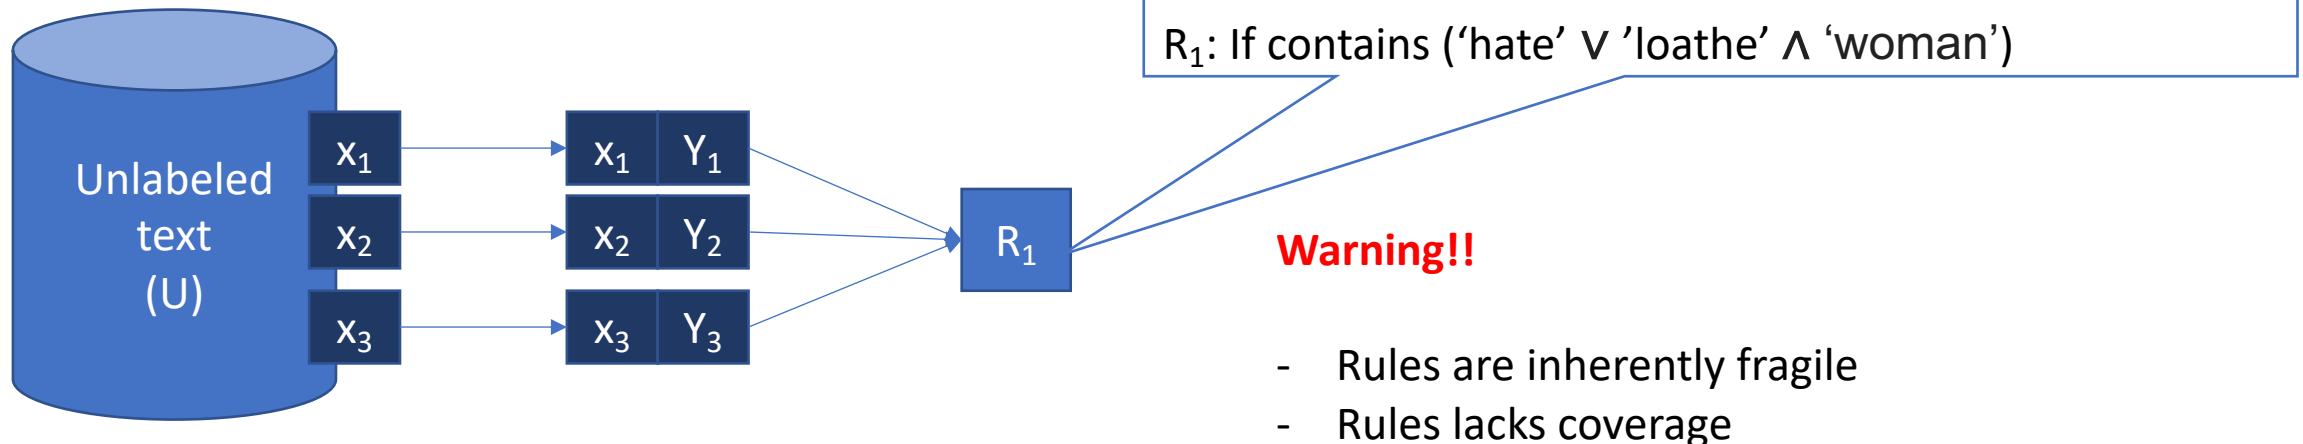 R₁: If contains (‘hate’ ∨ ’loathe’ ∧ ‘woman’)
Unlabeled
text
(U)
x₁
x₂
x₃
x₁ Y₁
x₂ Y₂
x₃ Y₃
R₁
Warning!!
- Rules are inherently fragile
- Rules lacks coverage